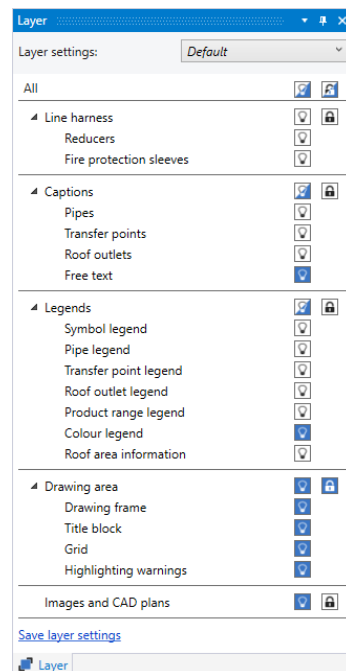 Layer
Layer settings: Default
All
Line harness
Reducers
Fire protection sleeves
Captions
Pipes
Transfer points
Roof outlets
Free text
Legends
Symbol legend
Pipe legend
Transfer point legend
Roof outlet legend
Product range legend
Colour legend
Roof area information
Drawing area
Drawing frame
Title block
Grid
Highlighting warnings
Images and CAD plans
Save layer settings
Layer